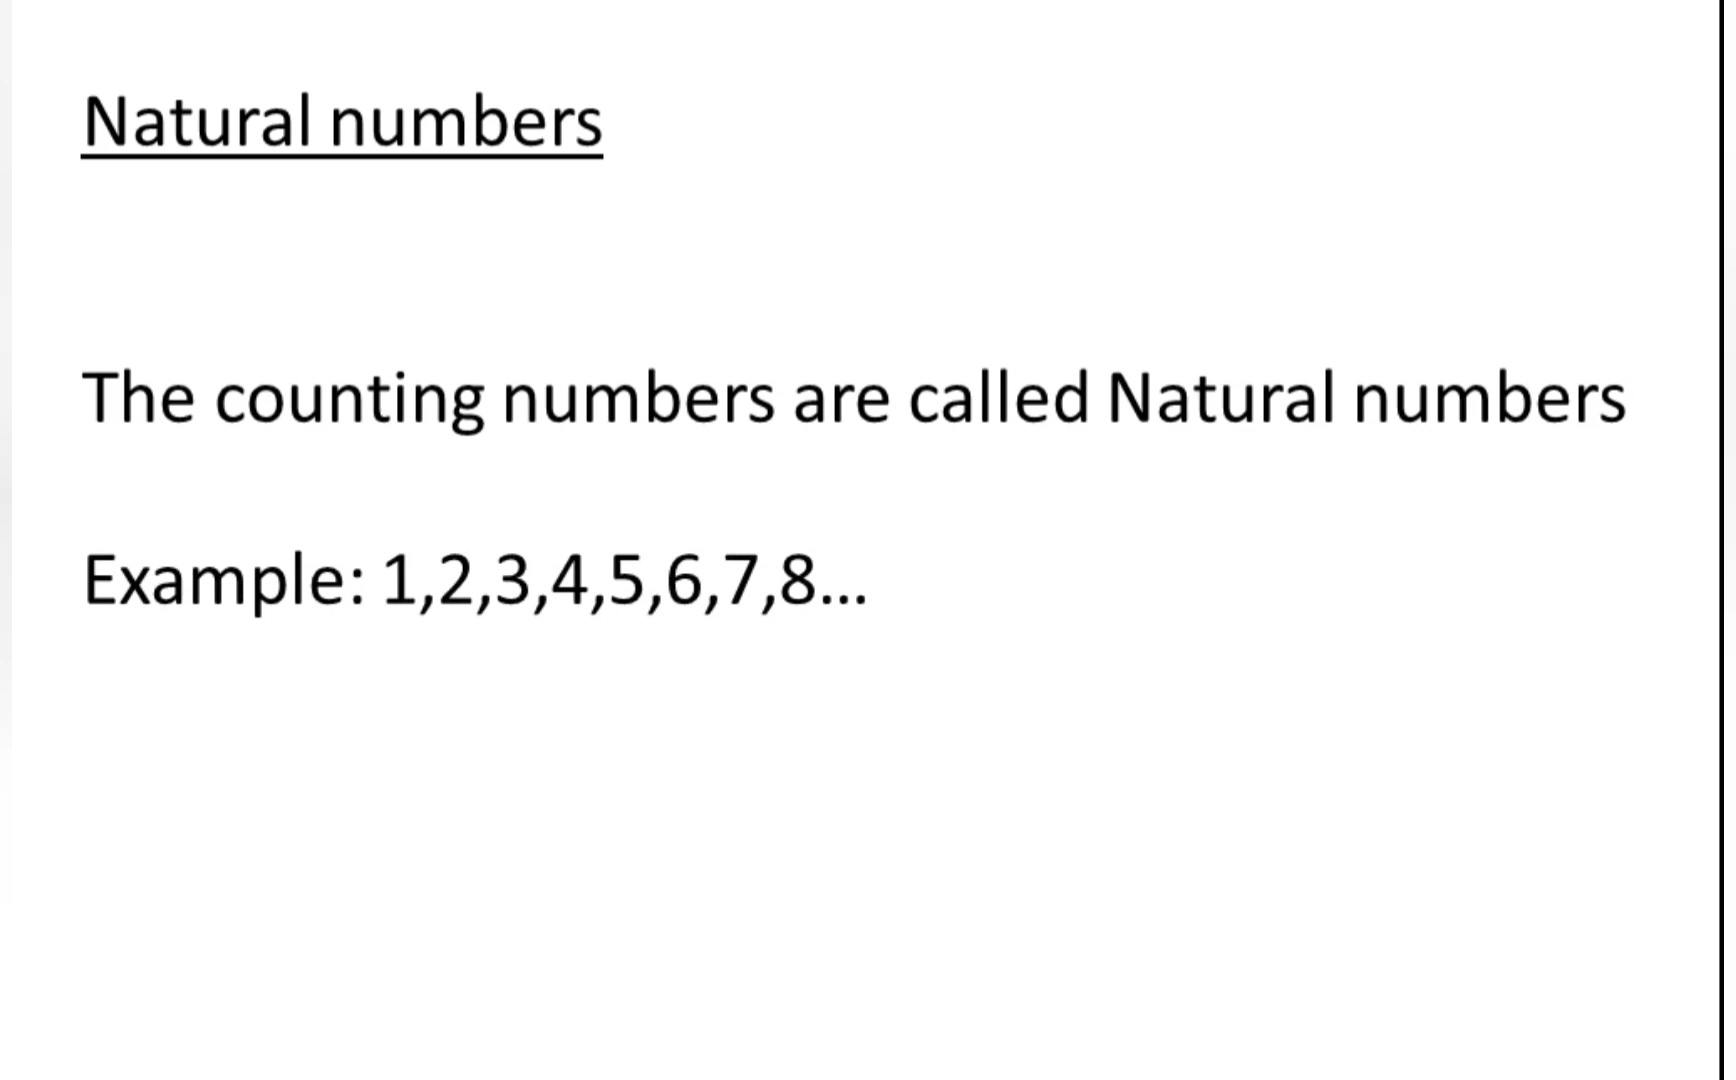 Natural numbers
The counting numbers are called Natural numbers
Example: 1,2,3,4,5,6,7,8...